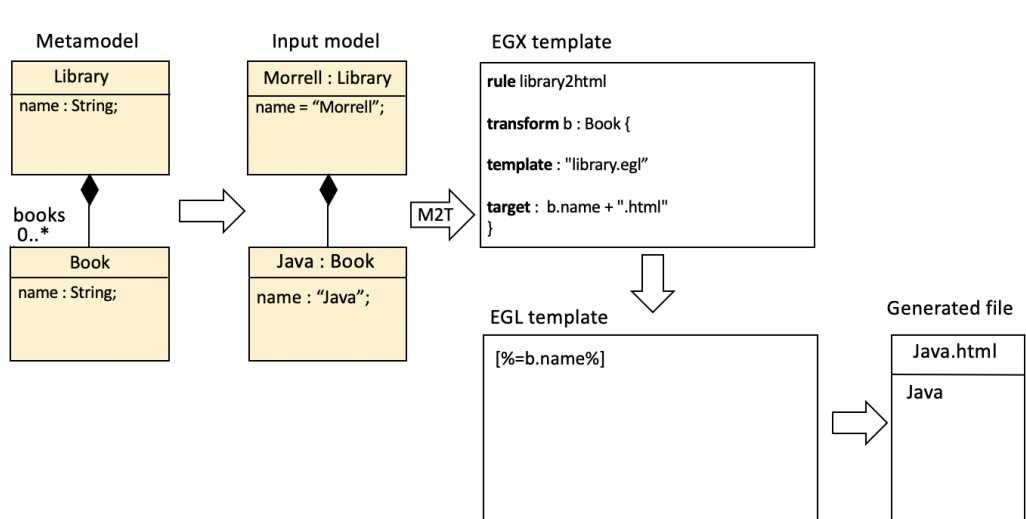 Metamodel
Library
name : String;
books
0..*
Book
name : String;
Input model
Morrell : Library
name = “Morrell”;
Java : Book
name : “Java”;
M2T
EGX template
rule library2html
transform b : Book {
template : "library.egl”
target : b.name + ".html"
}
EGL template
[%=b.name%]
Generated file
Java.html
Java